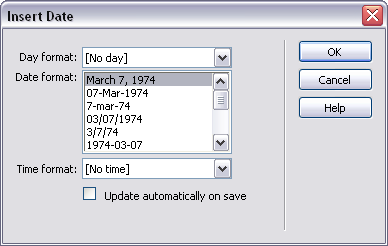 Insert Date
Day format: [No day]
Date format: March 7, 1974
07-Mar-1974
7-mar-74
03/07/1974
3/7/74
1974-03-07
Time format: [No time]
Update automatically on save
OK
Cancel
Help